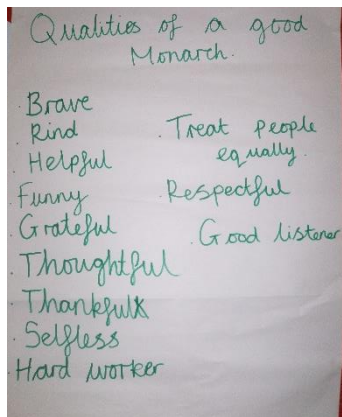 Qualities of a good
Monarch.
· Brave
· Kind
· Helpful
· Funny
· Grateful
· Thoughtful
· Thankful
· Selfless
· Hard worker
· Treat people
equally.
· Respectful
· Good listener